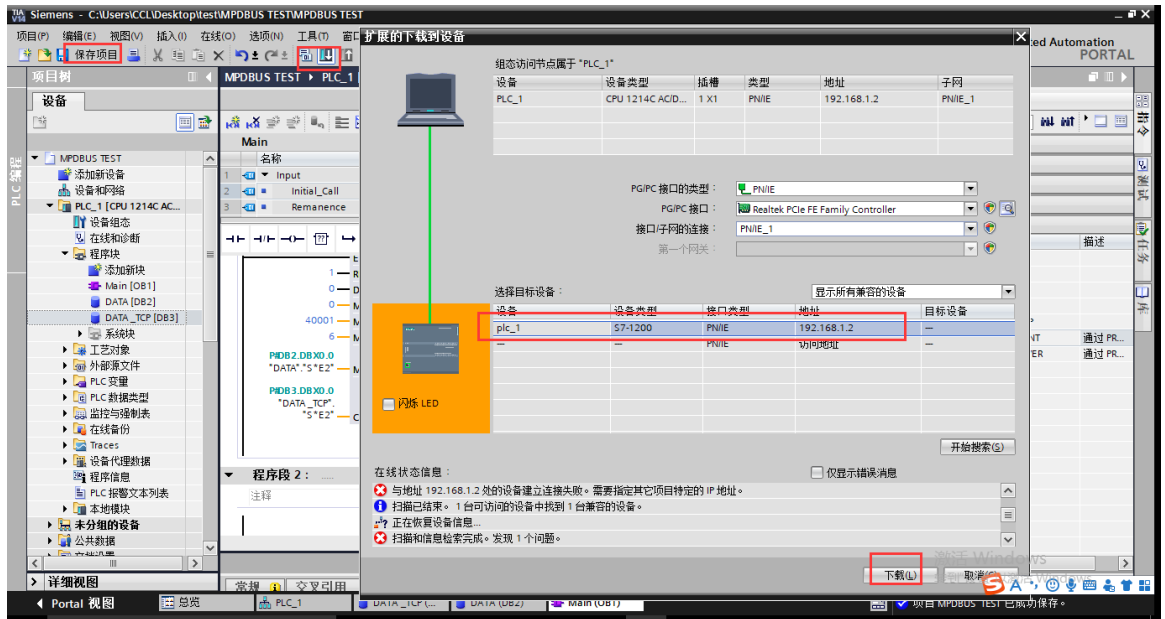 Siemens - C:\Users\CCL\Desktop\test\MPDBUS TEST\MPDBUS TEST
项目(P) 编辑(E) 视图(V) 插入(I) 在线(O) 选项(N) 工具(T) 窗口
保存项目
ed Automation
PORTAL
项目树
MPDBUS TEST
PLC_1
设备
Main
名称
1 Input
2 Initial_Call
3 Remanence
MPDBUS TEST
添加新设备
设备和网络
PLC_1 [CPU 1214C AC...
设备组态
在线和诊断
程序块
添加新块
Main [OB1]
DATA [DB2]
DATA _TCP [DB3]
系统块
工艺对象
外部源文件
PLC 变量
PLC 数据类型
监控与强制表
在线备份
Traces
设备代理数据
程序信息
PLC 报警文本列表
本地模块
未分组的设备
公共数据
详细视图
PLC 编程
1
0
0
40001
6
P#DB2.DBX0.0
"DATA"."S*E2"
P#DB3.DBX0.0
"DATA _TCP".
"S*E2"
程序段 2： .....
注释
常规
交叉引用
扩展的下载到设备
组态访问节点属于 "PLC_1"
设备 设备类型 插槽 类型 地址 子网
PLC_1 CPU 1214C AC/D... 1 X1 PN/IE 192.168.1.2 PN/IE_1
PG/PC 接口的类型： PN/IE
PG/PC 接口： Realtek PCIe FE Family Controller
接口/子网的连接： PN/IE_1
第一个网关：
选择目标设备： 显示所有兼容的设备
设备 设备类型 接口类型 地址 目标设备
plc_1 S7-1200 PN/IE 192.168.1.2 —
— — PN/IE 访问地址 —
闪烁 LED
开始搜索(S)
在线状态信息：
仅显示错误消息
与地址 192.168.1.2 处的设备建立连接失败。需要指定其它项目特定的 IP 地址。
扫描已结束。 1 台可访问的设备中找到 1 台兼容的设备。
正在恢复设备信息...
扫描和信息检索完成。发现 1 个问题。
下载(L)
描述
通过 PR...
通过 PR...
任务
激活 Windows
Portal 视图
总览
PLC_1
DATA _TCP (...
DATA (DB2)
Main (OB1)
项目 MPDBUS TEST 已成功保存。